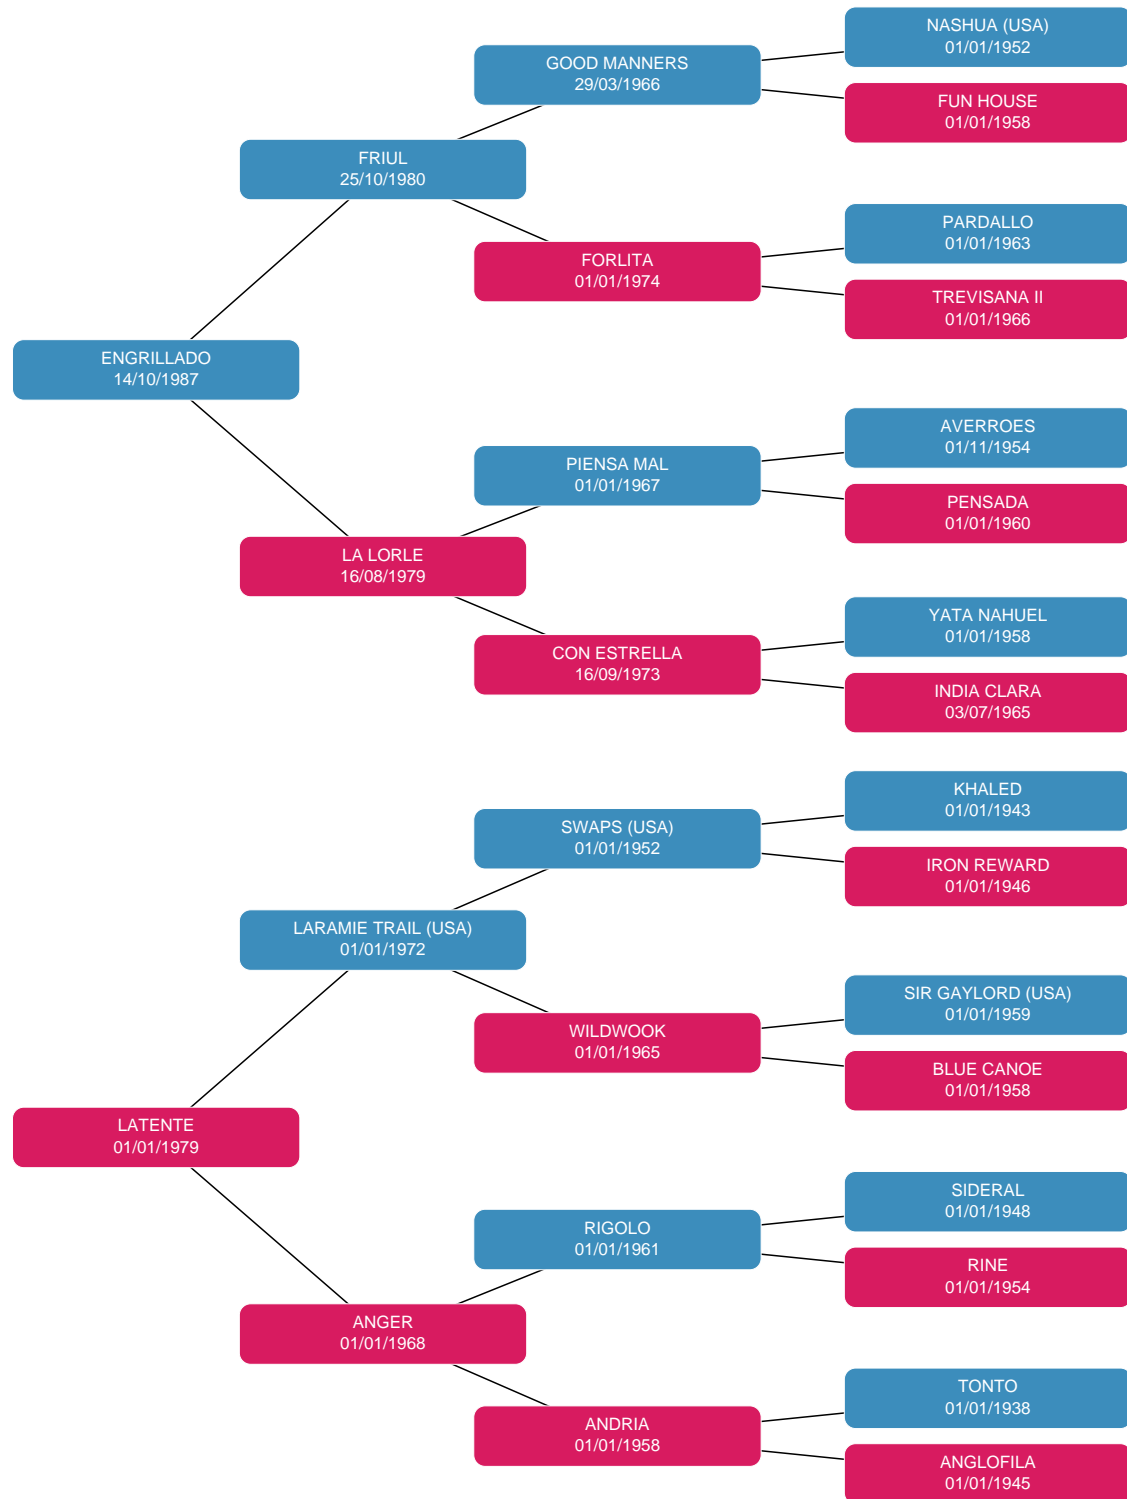 NASHUA (USA)
01/01/1952
GOOD MANNERS
29/03/1966
FUN HOUSE
01/01/1958
FRIUL
25/10/1980
PARDALLO
01/01/1963
FORLITA
01/01/1974
TREVISANA II
01/01/1966
ENGRILLADO
14/10/1987
AVERROES
01/11/1954
PIENSA MAL
01/01/1967
PENSADA
01/01/1960
LA LORLE
16/08/1979
YATA NAHUEL
01/01/1958
CON ESTRELLA
16/09/1973
INDIA CLARA
03/07/1965
KHALED
01/01/1943
SWAPS (USA)
01/01/1952
IRON REWARD
01/01/1946
LARAMIE TRAIL (USA)
01/01/1972
SIR GAYLORD (USA)
01/01/1959
WILDWOOK
01/01/1965
BLUE CANOE
01/01/1958
LATENTE
01/01/1979
SIDERAL
01/01/1948
RIGOLO
01/01/1961
RINE
01/01/1954
ANGER
01/01/1968
TONTO
01/01/1938
ANDRIA
01/01/1958
ANGLOFILA
01/01/1945